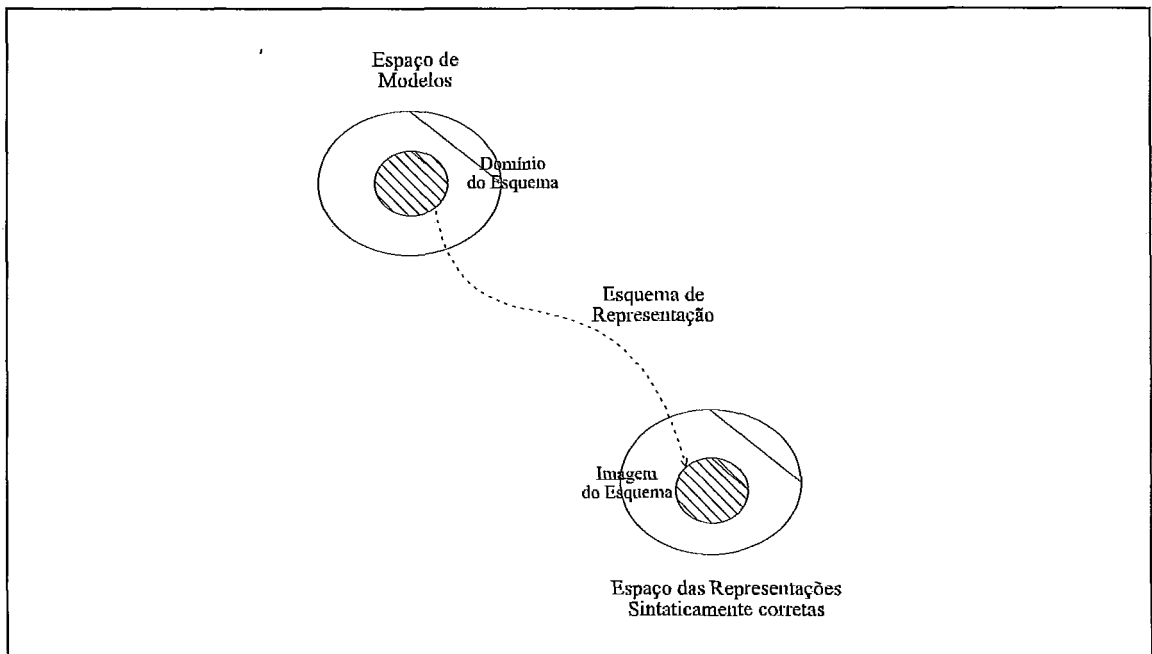 Espaço de
Modelos
Domínio
do Esquema
Esquema de
Representação
Imagem
do Esquema
Espaço das Representações
Sintaticamente corretas